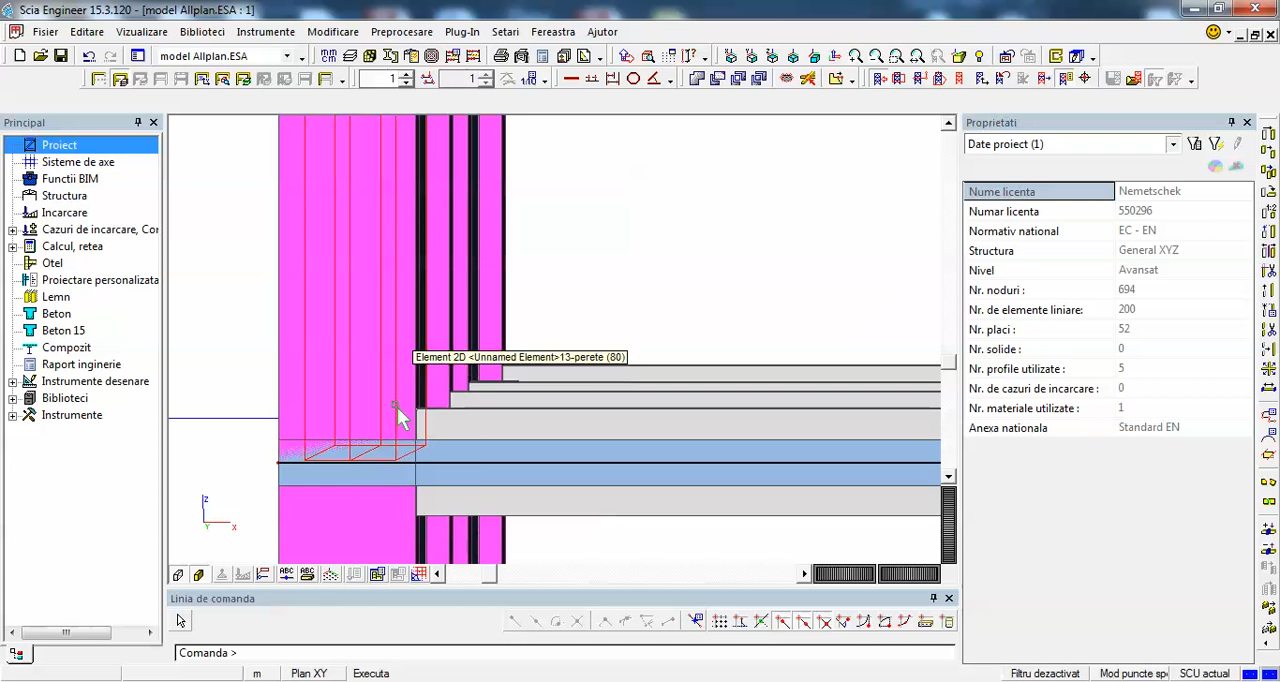 Scia Engineer 15.3.120 - [model Allplan.ESA : 1]
Fisier Editare Vizualizare Biblioteci Instrumente Modificare Preprocesare Plug-In Setari Fereastra Ajutor
model Allplan.ESA
1 1
Principal
Proiect
Sisteme de axe
Functii BIM
Structura
Incarcare
Cazuri de incarcare, Cor
Calcul, retea
Otel
Proiectare personalizata
Lemn
Beton
Beton 15
Compozit
Raport inginerie
Instrumente desenare
Biblioteci
Instrumente
Element 2D <Unnamed Element>13-perete (80)
z
Y
x
ABC ABC
Proprietati
Date proiect (1)
Nume licenta Nemetschek
Numar licenta 550296
Normativ national EC - EN
Structura General XYZ
Nivel Avansat
Nr. noduri : 694
Nr. de elemente liniare: 200
Nr. placi : 52
Nr. solide : 0
Nr. profile utilizate : 5
Nr. de cazuri de incarcare : 0
Nr. materiale utilizate : 1
Anexa nationala Standard EN
Linia de comanda
Comanda >
m Plan XY Executa Filtru dezactivat Mod puncte sp SCU actual